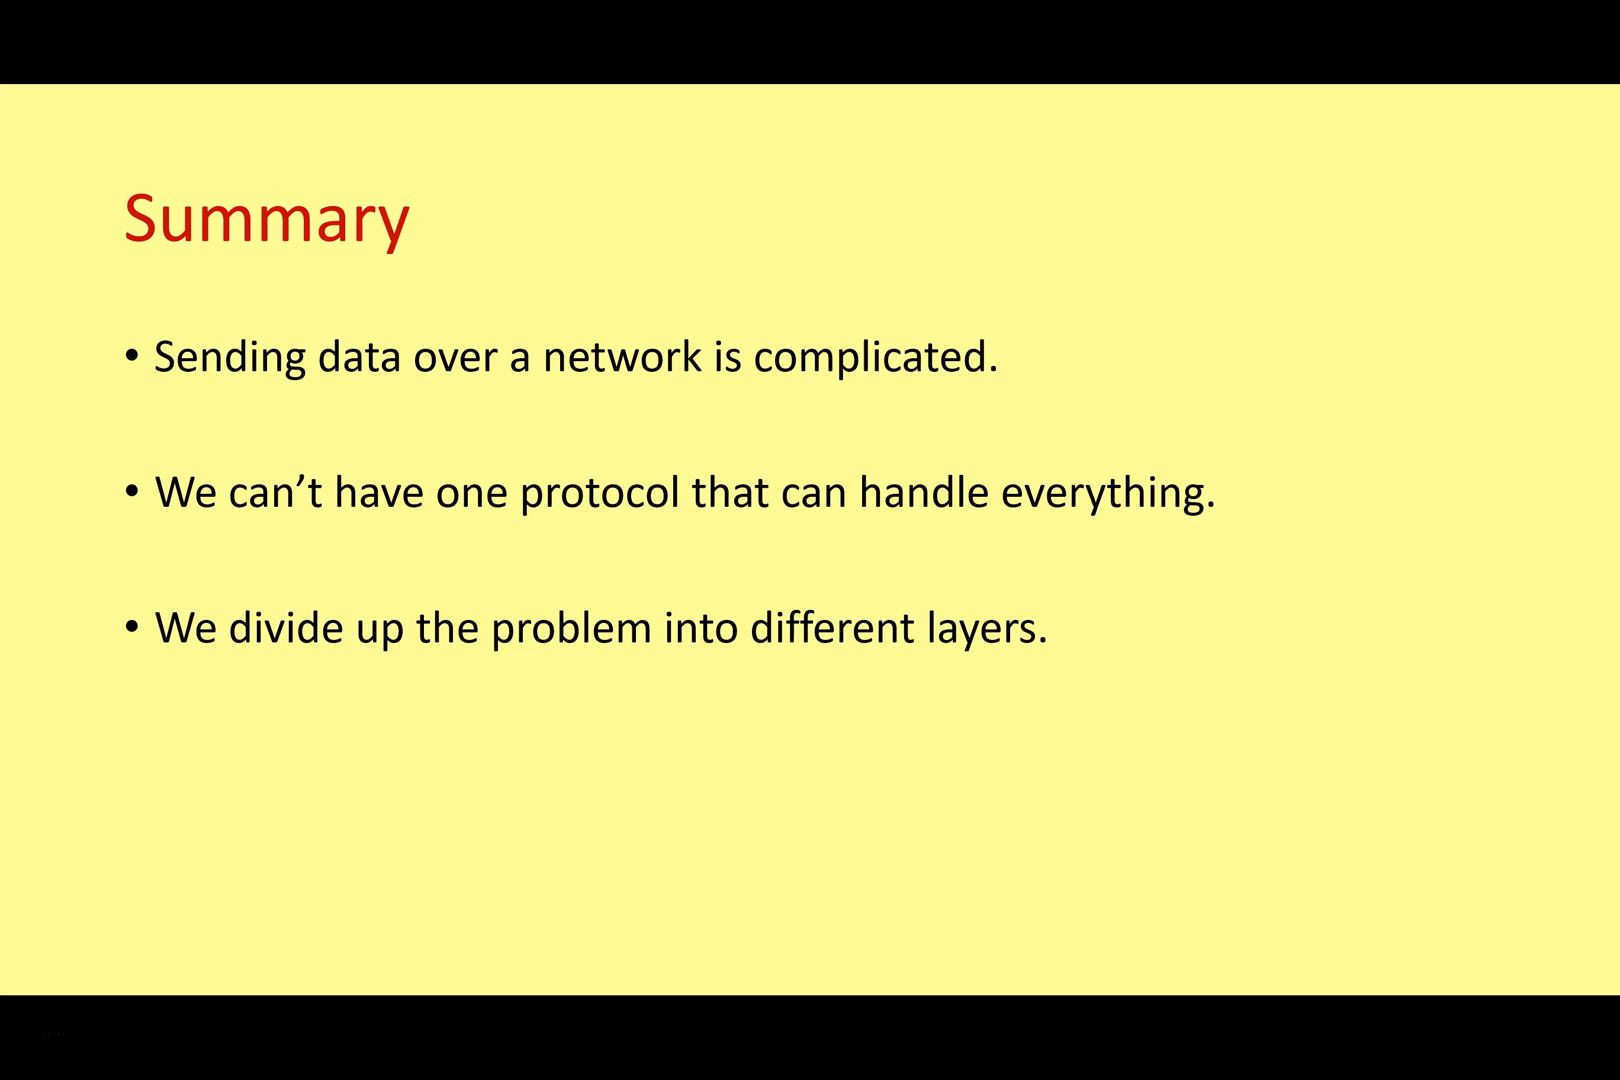 Summary
• Sending data over a network is complicated.
• We can’t have one protocol that can handle everything.
• We divide up the problem into different layers.